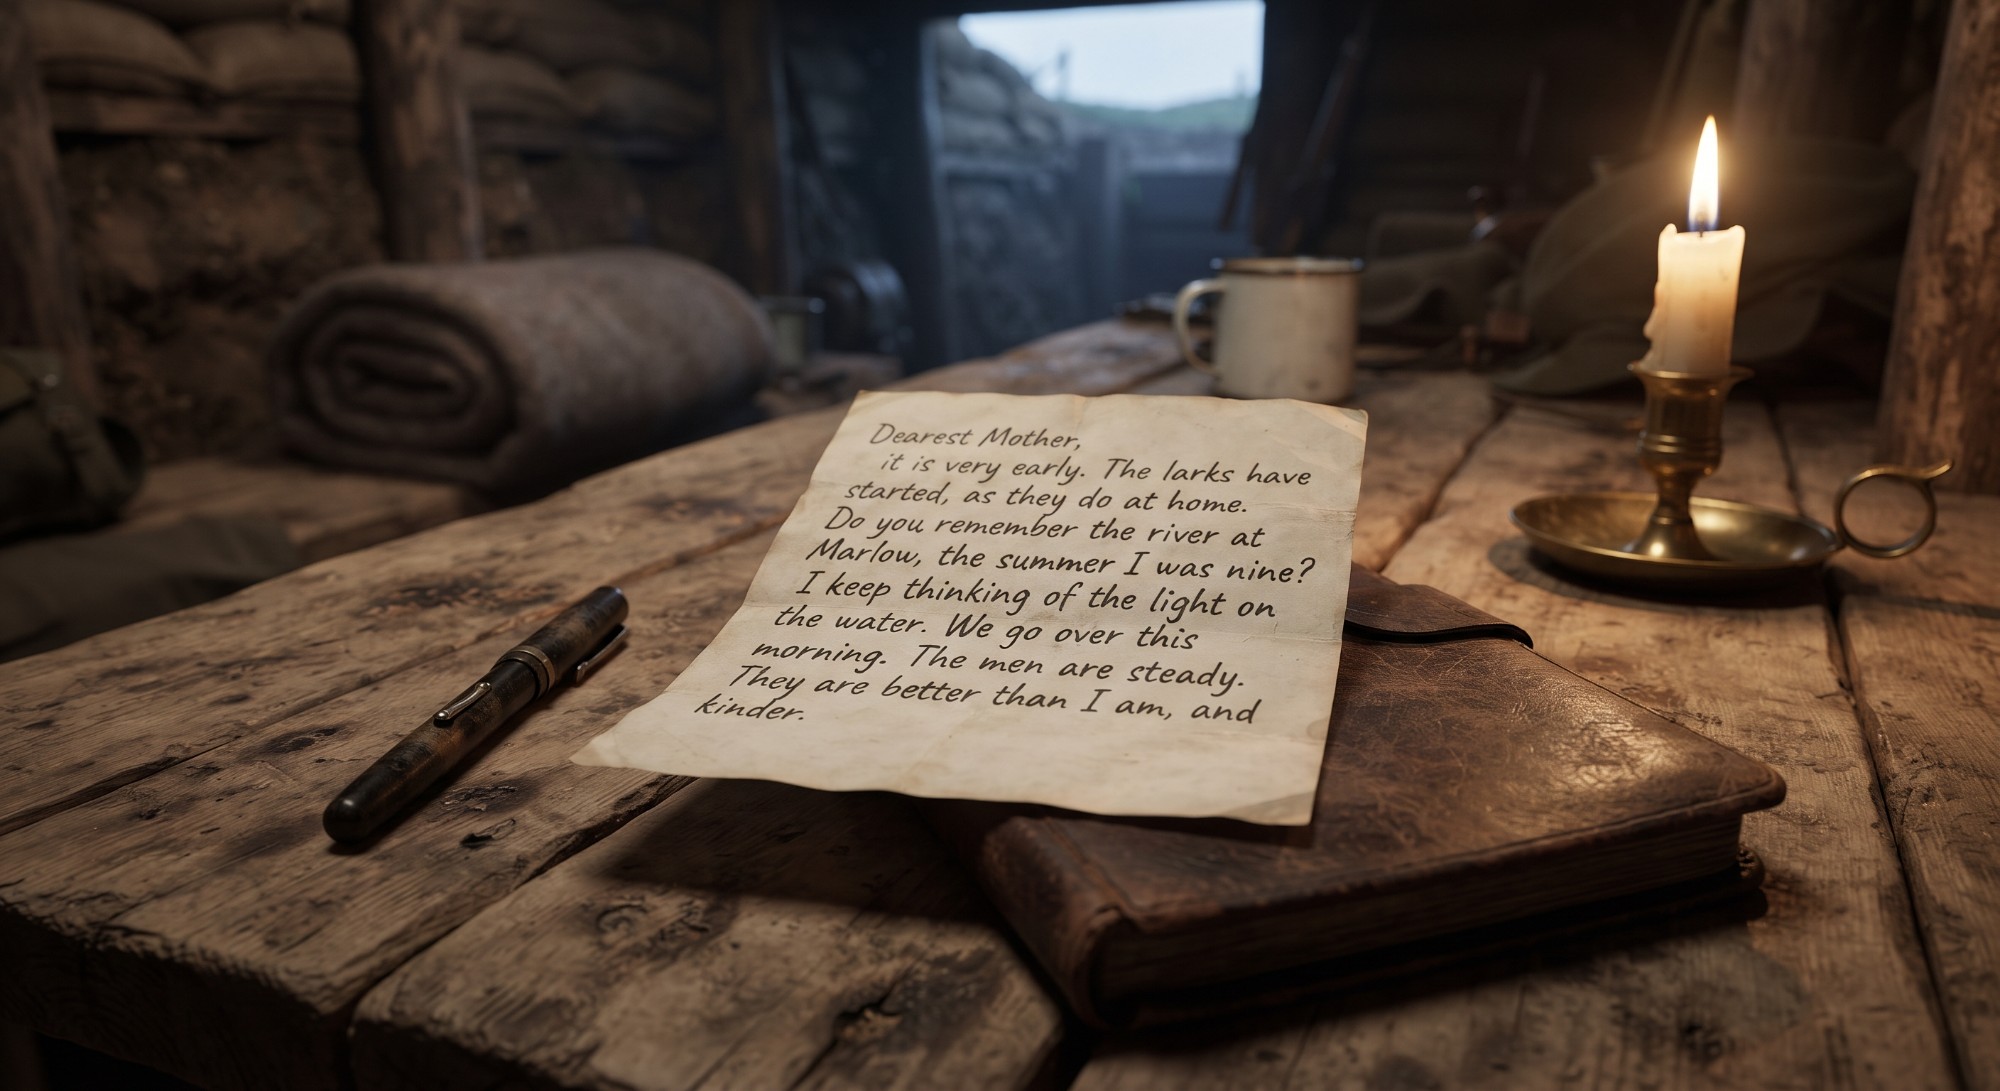 Dearest Mother,
it is very early. The larks have
started, as they do at home.
Do you remember the river at
Marlow, the summer I was nine?
I keep thinking of the light on
the water. We go over this
morning. The men are steady.
They are better than I am, and
kinder.